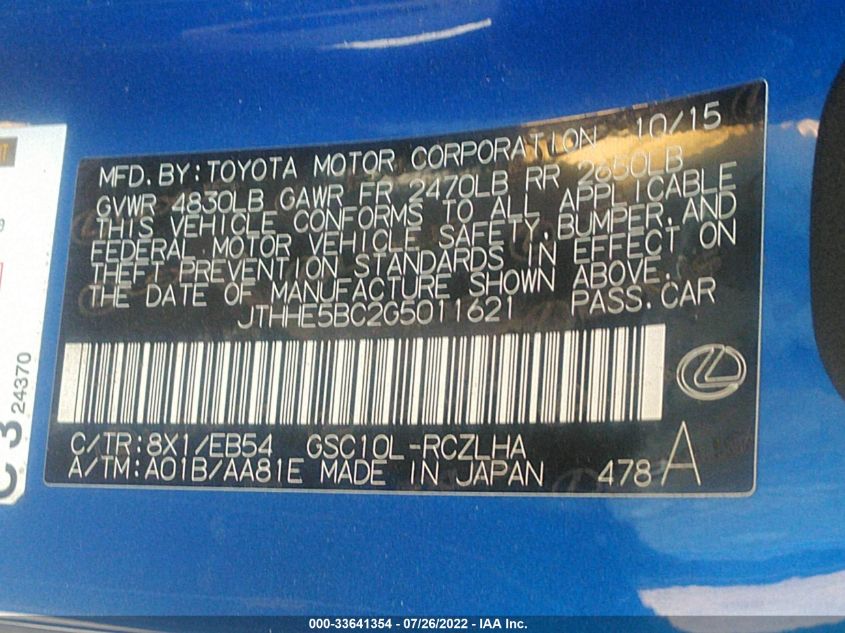 MFD. BY: TOYOTA MOTOR CORPORATION 10/15
GVWR 4830LB GAWR FR 2470LB RR 2650LB
THIS VEHICLE CONFORMS TO ALL APPLICABLE
FEDERAL MOTOR VEHICLE SAFETY, BUMPER, AND
THEFT PREVENTION STANDARDS IN EFFECT ON
THE DATE OF MANUFACTURE SHOWN ABOVE.
JTHHE5BC2G5011621 PASS. CAR
C/TR: 8X1/EB54 GSC10L-RCZLHA
A/TM: A01B/AA81E MADE IN JAPAN 478 A
24370
000-33641354 - 07/26/2022 - IAA Inc.